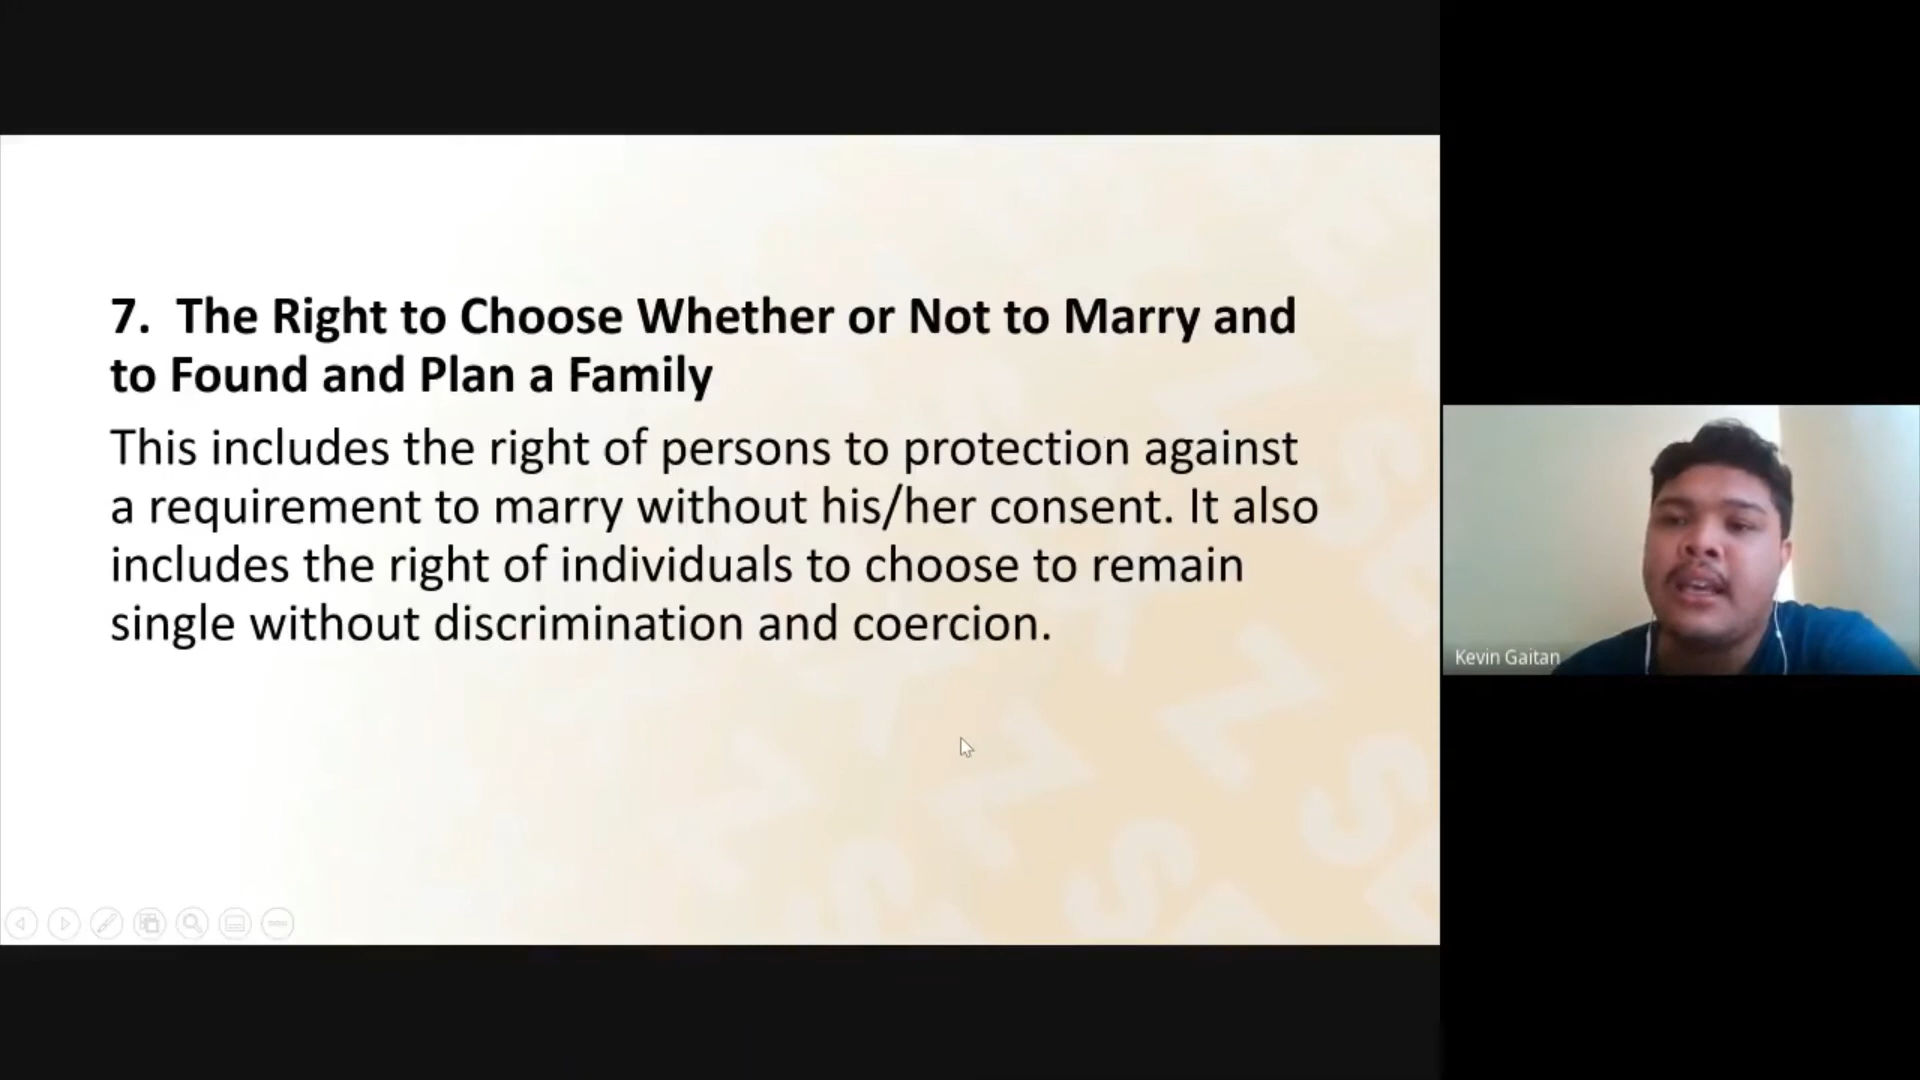 7. The Right to Choose Whether or Not to Marry and
to Found and Plan a Family
This includes the right of persons to protection against
a requirement to marry without his/her consent. It also
includes the right of individuals to choose to remain
single without discrimination and coercion.
Kevin Gaitan